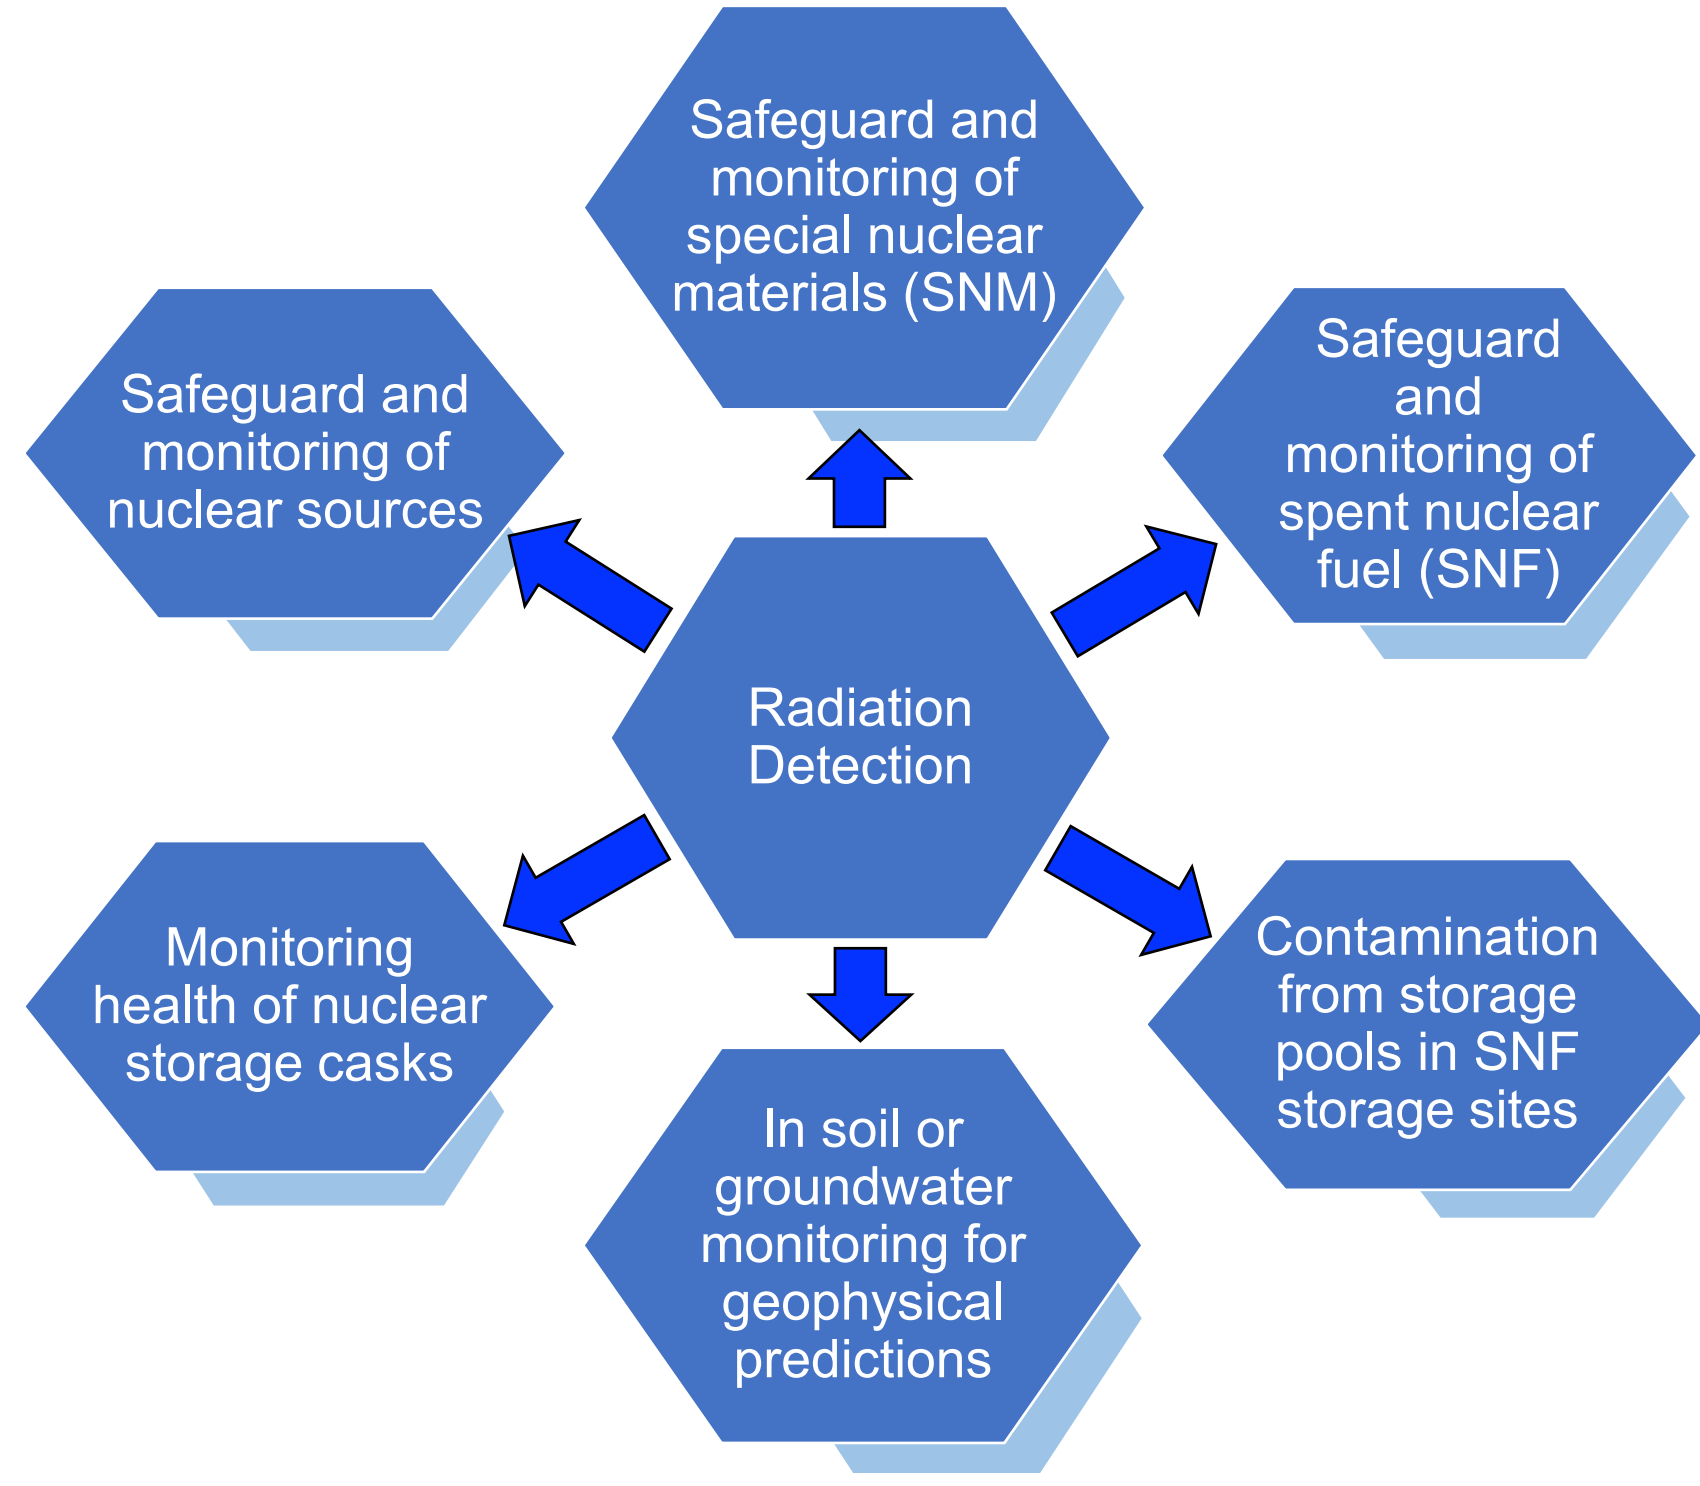 Safeguard and
monitoring of
special nuclear
materials (SNM)
Safeguard and
monitoring of
nuclear sources
Safeguard
and
monitoring of
spent nuclear
fuel (SNF)
Radiation
Detection
Monitoring
health of nuclear
storage casks
Contamination
from storage
pools in SNF
storage sites
In soil or
groundwater
monitoring for
geophysical
predictions